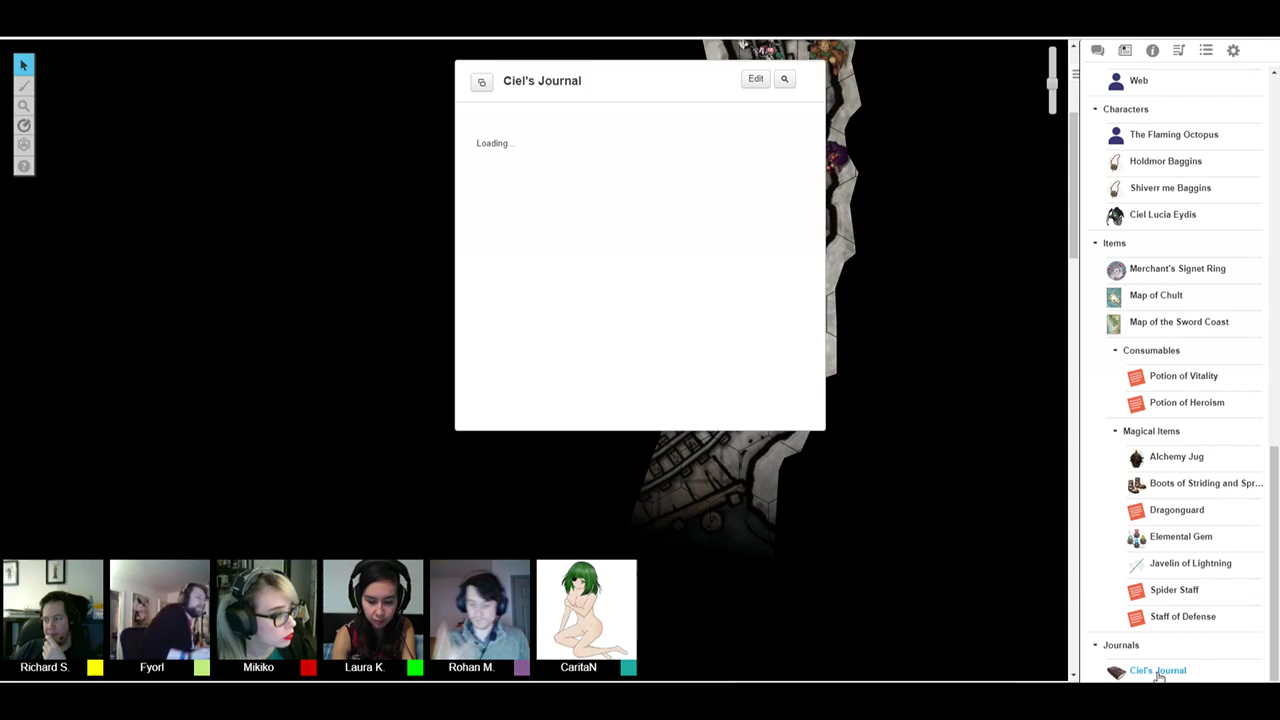 Ciel's Journal
Edit
Loading...
Web
Characters
The Flaming Octopus
Holdmor Baggins
Shiverr me Baggins
Ciel Lucia Eydis
Items
Merchant's Signet Ring
Map of Chult
Map of the Sword Coast
Consumables
Potion of Vitality
Potion of Heroism
Magical Items
Alchemy Jug
Boots of Striding and Spr...
Dragonguard
Elemental Gem
Javelin of Lightning
Spider Staff
Staff of Defense
Journals
Ciel's Journal
Richard S.
Fyorl
Mikiko
Laura K.
Rohan M.
CaritaN